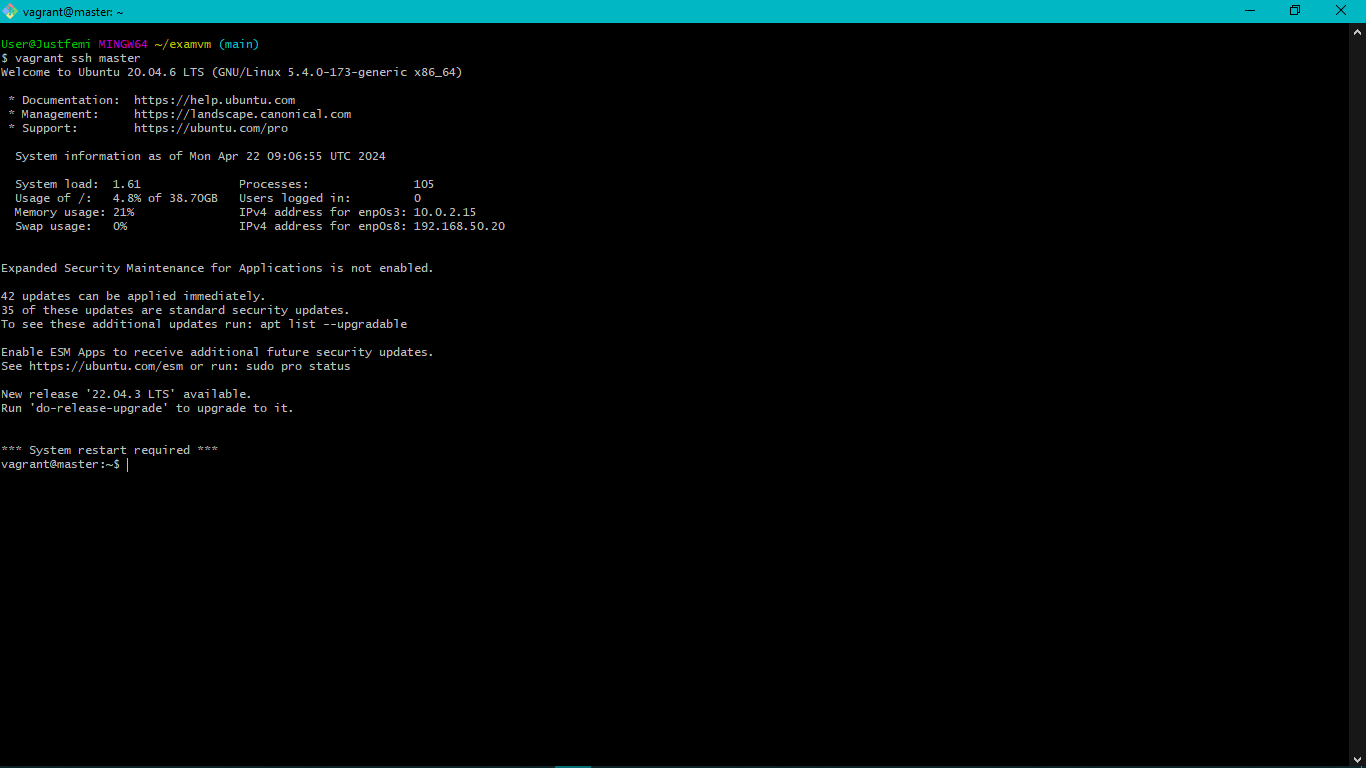 vagrant@master: ~
User@Justfemi MINGW64 ~/examvm (main)
$ vagrant ssh master
Welcome to Ubuntu 20.04.6 LTS (GNU/Linux 5.4.0-173-generic x86_64)
* Documentation:  https://help.ubuntu.com
* Management:     https://landscape.canonical.com
* Support:        https://ubuntu.com/pro
System information as of Mon Apr 22 09:06:55 UTC 2024
System load:  1.61              Processes:               105
Usage of /:   4.8% of 38.70GB   Users logged in:         0
Memory usage: 21%               IPv4 address for enp0s3: 10.0.2.15
Swap usage:   0%                IPv4 address for enp0s8: 192.168.50.20
Expanded Security Maintenance for Applications is not enabled.
42 updates can be applied immediately.
35 of these updates are standard security updates.
To see these additional updates run: apt list --upgradable
Enable ESM Apps to receive additional future security updates.
See https://ubuntu.com/esm or run: sudo pro status
New release '22.04.3 LTS' available.
Run 'do-release-upgrade' to upgrade to it.
*** System restart required ***
vagrant@master:~$